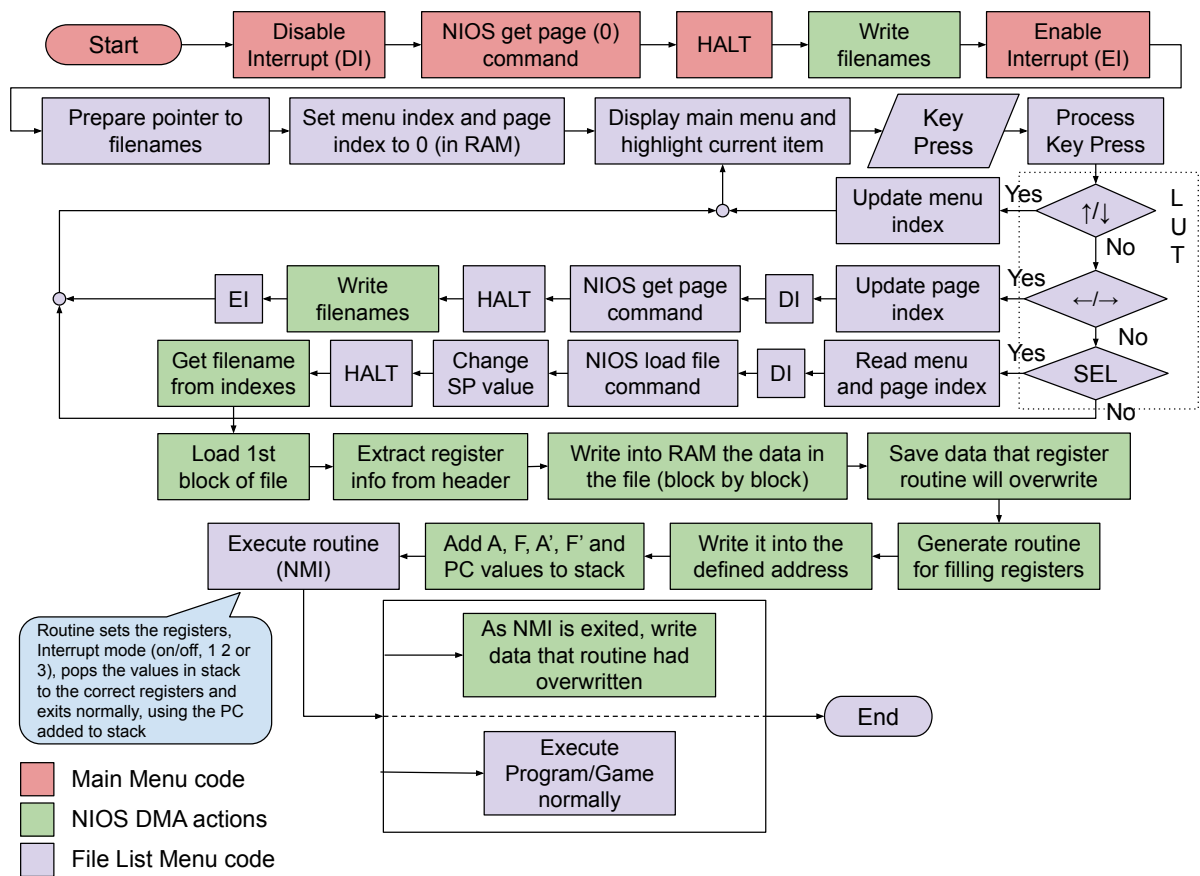 Start
Disable
Interrupt (DI)
NIOS get page (0)
command
HALT
Write
filenames
Enable
Interrupt (EI)
Prepare pointer to
filenames
Set menu index and page
index to 0 (in RAM)
Display main menu and
highlight current item
Key
Press
Process
Key Press
L
U
T
↑/↓
Yes
Update menu
index
No
←/→
Yes
Update page
index
DI
NIOS get page
command
HALT
Write
filenames
EI
No
SEL
Yes
Read menu
and page index
DI
NIOS load file
command
Change
SP value
HALT
Get filename
from indexes
No
Load 1st
block of file
Extract register
info from header
Write into RAM the data in
the file (block by block)
Save data that register
routine will overwrite
Generate routine
for filling registers
Write it into the
defined address
Add A, F, A’, F’ and
PC values to stack
Execute routine
(NMI)
Routine sets the registers,
Interrupt mode (on/off, 1 2 or
3), pops the values in stack
to the correct registers and
exits normally, using the PC
added to stack
As NMI is exited, write
data that routine had
overwritten
End
Execute
Program/Game
normally
Main Menu code
NIOS DMA actions
File List Menu code